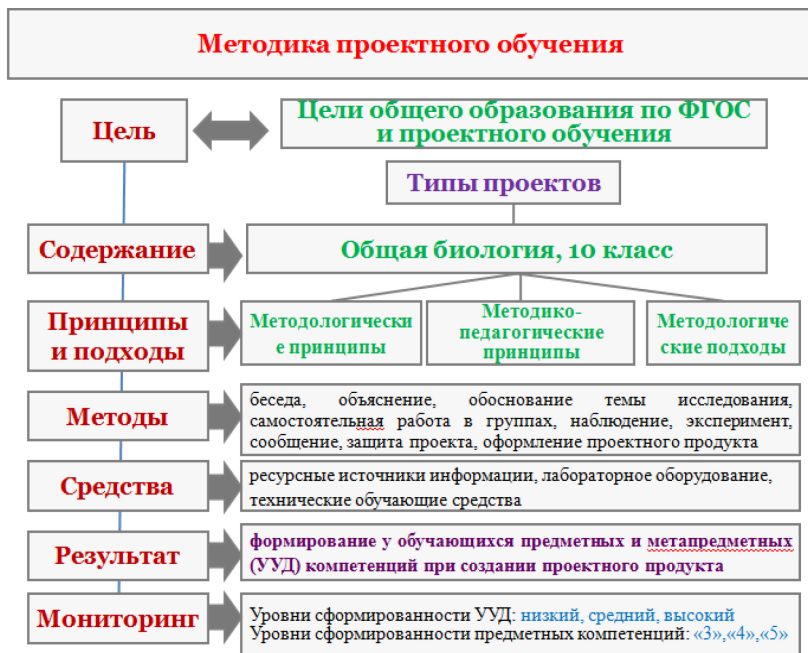 Методика проектного обучения
Цель
Цели общего образования по ФГОС
и проектного обучения
Типы проектов
Содержание
Общая биология, 10 класс
Принципы
и подходы
Методологически
е принципы
Методико-
педагогические
принципы
Методологиче
ские подходы
Методы
беседа, объяснение, обоснование темы исследования,
самостоятельная работа в группах, наблюдение, эксперимент,
сообщение, защита проекта, оформление проектного продукта
Средства
ресурсные источники информации, лабораторное оборудование,
технические обучающие средства
Результат
формирование у обучающихся предметных и метапредметных
(УУД) компетенций при создании проектного продукта
Мониторинг
Уровни сформированности УУД: низкий, средний, высокий
Уровни сформированности предметных компетенций: «3»,«4»,«5»